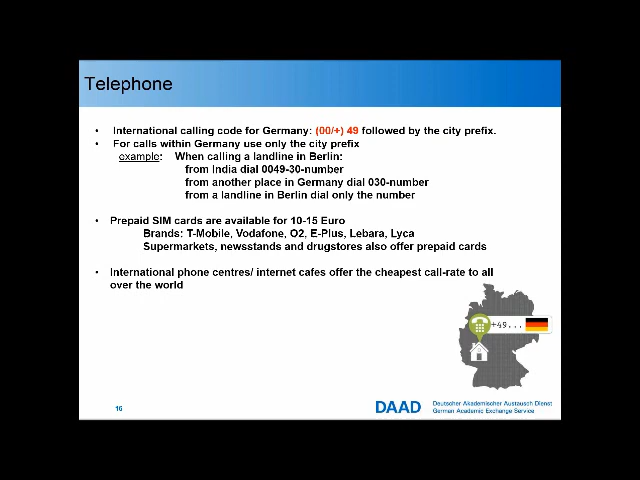 Telephone
• International calling code for Germany: (00/+) 49 followed by the city prefix.
• For calls within Germany use only the city prefix
example: When calling a landline in Berlin:
from India dial 0049-30-number
from another place in Germany dial 030-number
from a landline in Berlin dial only the number
• Prepaid SIM cards are available for 10-15 Euro
Brands: T-Mobile, Vodafone, O2, E-Plus, Lebara, Lyca
Supermarkets, newsstands and drugstores also offer prepaid cards
• International phone centres/ internet cafes offer the cheapest call-rate to all
over the world
+49...
16
DAAD
Deutscher Akademischer Austausch Dienst
German Academic Exchange Service